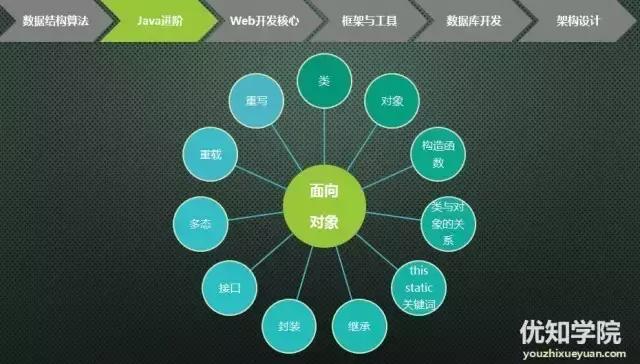 数据结构算法
Java进阶
Web开发核心
框架与工具
数据库开发
架构设计
类
对象
构造函
数
类与对
象的关
系
this
static
关键词
继承
封装
接口
多态
重载
重写
面向
对象
优知学院
youzhixueyuan.com